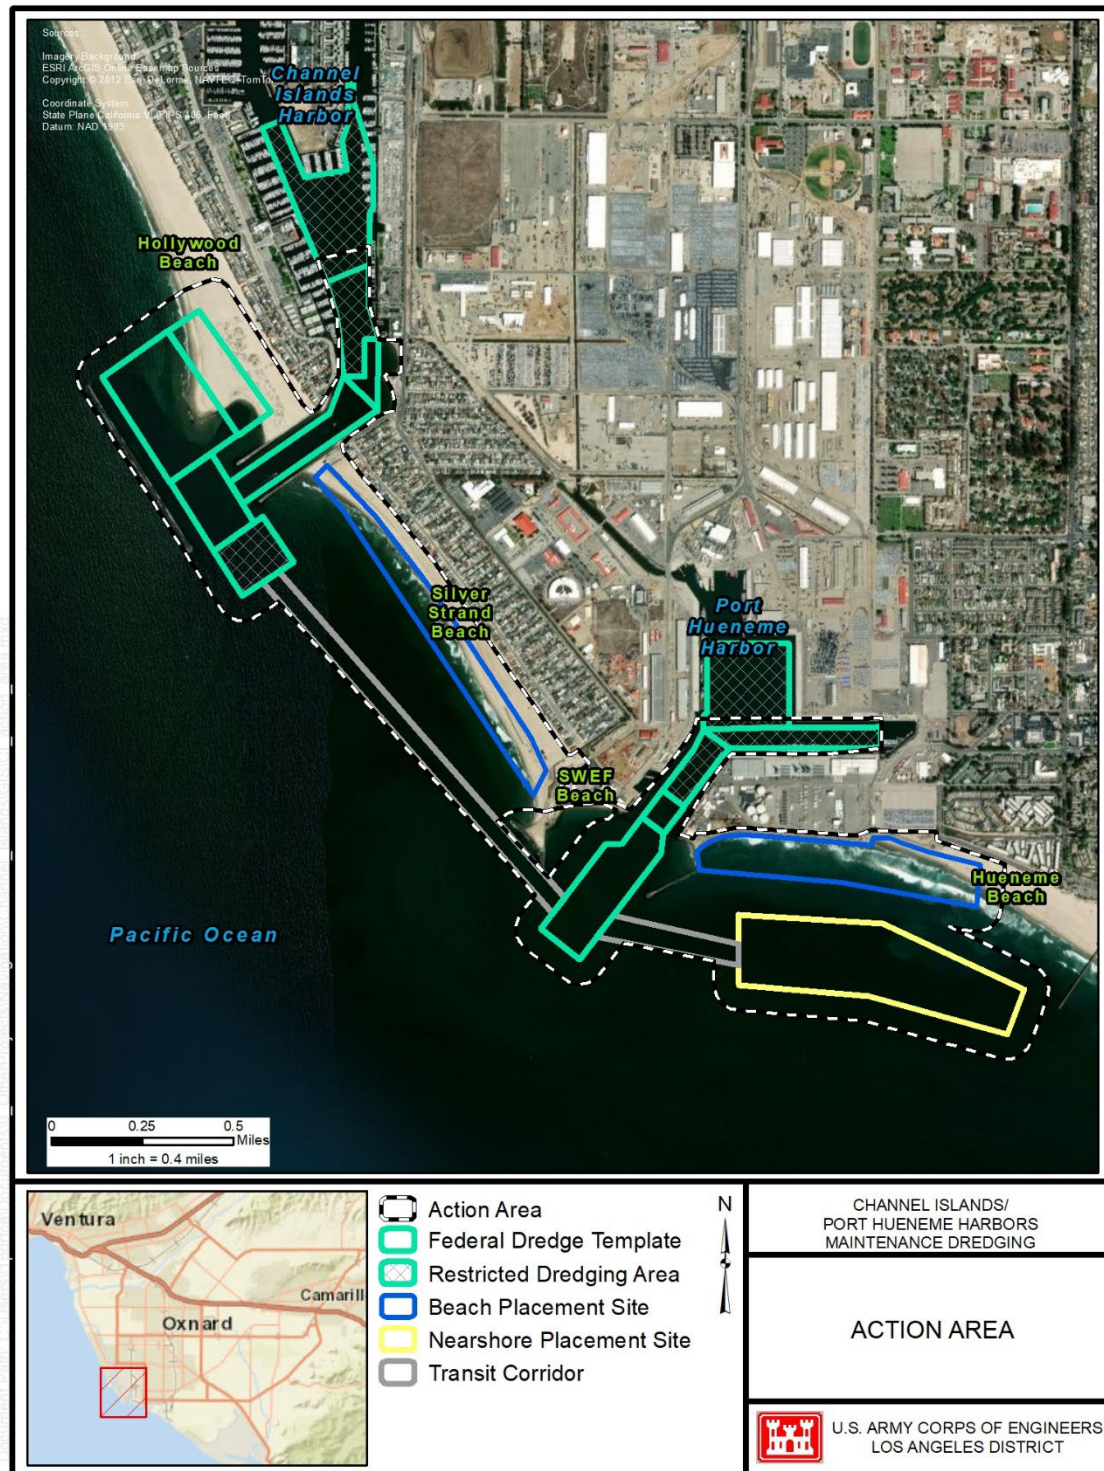 Sources:
Imagery Background:
ESRI ArcGIS Online Basemap Sources
Copyright © 2012 Esri, DeLorme, NAVTEQ, TomTo
Coordinate System
State Plane California V
Datum: NAD 1983
Channel
Islands
Harbor
Hollywood
Beach
Silver
Strand
Beach
Port
Hueneme
Harbor
SWEF
Beach
Hueneme
Beach
Pacific Ocean
0 0.25 0.5
Miles
1 inch = 0.4 miles
Ventura
Camarill
Oxnard
Action Area
Federal Dredge Template
Restricted Dredging Area
Beach Placement Site
Nearshore Placement Site
Transit Corridor
N
CHANNEL ISLANDS/
PORT HUENEME HARBORS
MAINTENANCE DREDGING
ACTION AREA
U.S. ARMY CORPS OF ENGINEERS
LOS ANGELES DISTRICT